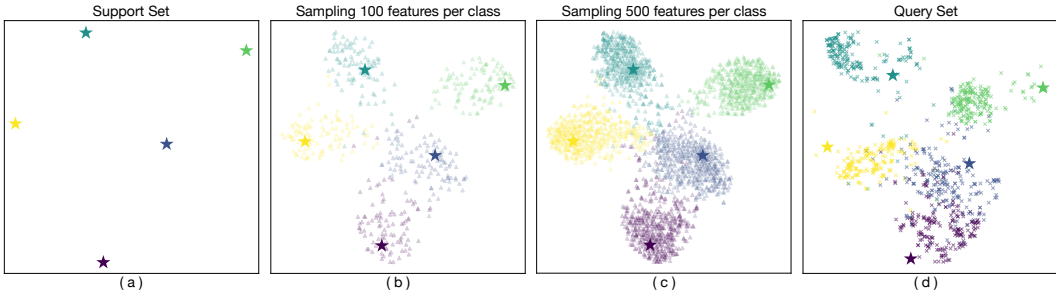 Support Set
Sampling 100 features per class
Sampling 500 features per class
Query Set
( a )
( b )
( c )
( d )